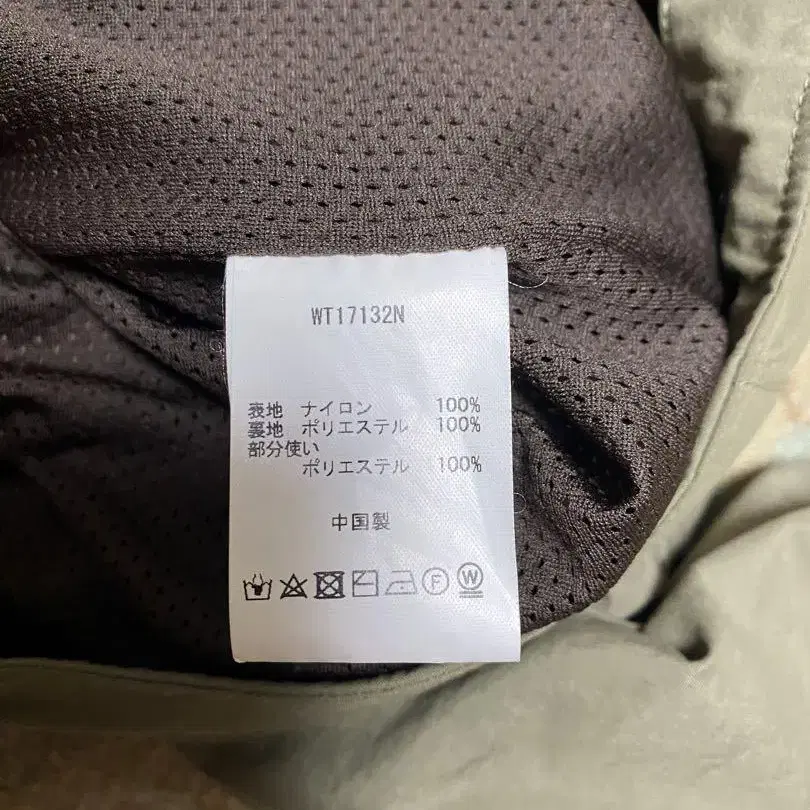 WT17132N
表地 ナイロン 100%
裏地 ポリエステル 100%
部分使い
ポリエステル 100%
中国製
F W